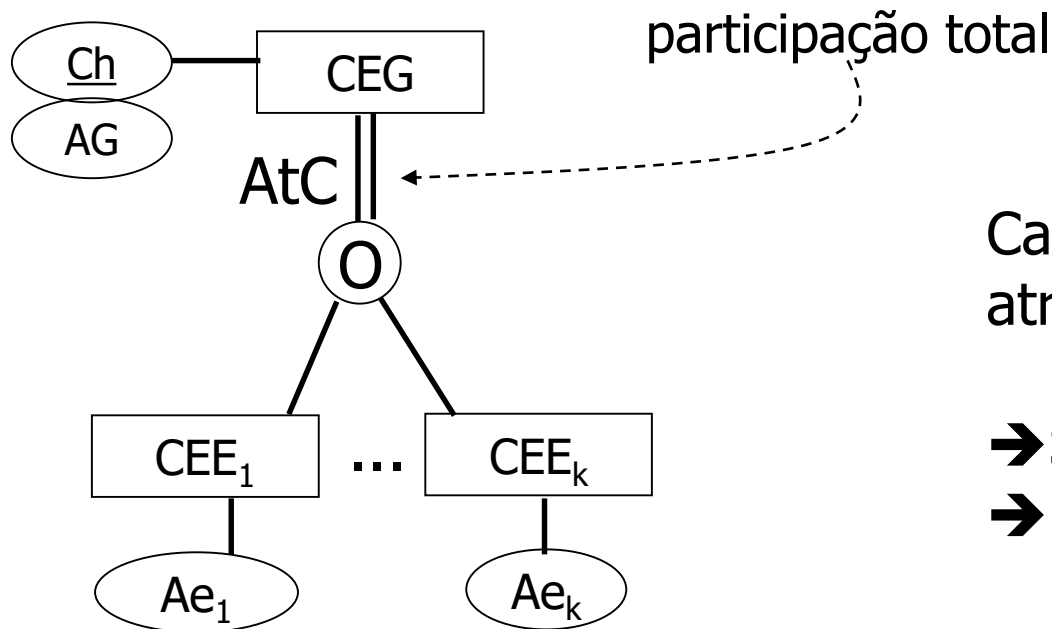 participação total
Ch
CEG
AG
AtC
O
Ca
atr
CEE1
...
CEEk
Ae1
Aek